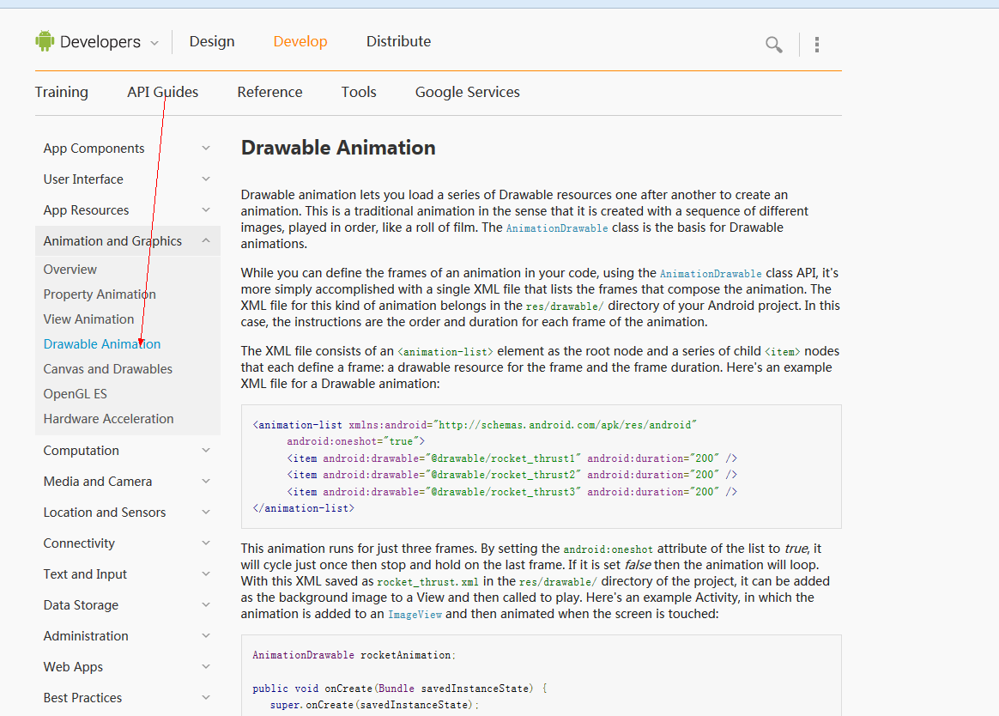 Developers Design Develop Distribute
Training API Guides Reference Tools Google Services
App Components
User Interface
App Resources
Animation and Graphics
Overview
Property Animation
View Animation
Drawable Animation
Canvas and Drawables
OpenGL ES
Hardware Acceleration
Computation
Media and Camera
Location and Sensors
Connectivity
Text and Input
Data Storage
Administration
Web Apps
Best Practices
Drawable Animation
Drawable animation lets you load a series of Drawable resources one after another to create an
animation. This is a traditional animation in the sense that it is created with a sequence of different
images, played in order, like a roll of film. The AnimationDrawable class is the basis for Drawable
animations.
While you can define the frames of an animation in your code, using the AnimationDrawable class API, it's
more simply accomplished with a single XML file that lists the frames that compose the animation. The
XML file for this kind of animation belongs in the res/drawable/ directory of your Android project. In this
case, the instructions are the order and duration for each frame of the animation.
The XML file consists of an <animation-list> element as the root node and a series of child <item> nodes
that each define a frame: a drawable resource for the frame and the frame duration. Here's an example
XML file for a Drawable animation:
<animation-list xmlns:android="http://schemas.android.com/apk/res/android"
android:oneshot="true">
<item android:drawable="@drawable/rocket_thrust1" android:duration="200" />
<item android:drawable="@drawable/rocket_thrust2" android:duration="200" />
<item android:drawable="@drawable/rocket_thrust3" android:duration="200" />
</animation-list>
This animation runs for just three frames. By setting the android:oneshot attribute of the list to true, it
will cycle just once then stop and hold on the last frame. If it is set false then the animation will loop.
With this XML saved as rocket_thrust.xml in the res/drawable/ directory of the project, it can be added
as the background image to a View and then called to play. Here's an example Activity, in which the
animation is added to an ImageView and then animated when the screen is touched:
AnimationDrawable rocketAnimation;
public void onCreate(Bundle savedInstanceState) {
super.onCreate(savedInstanceState);